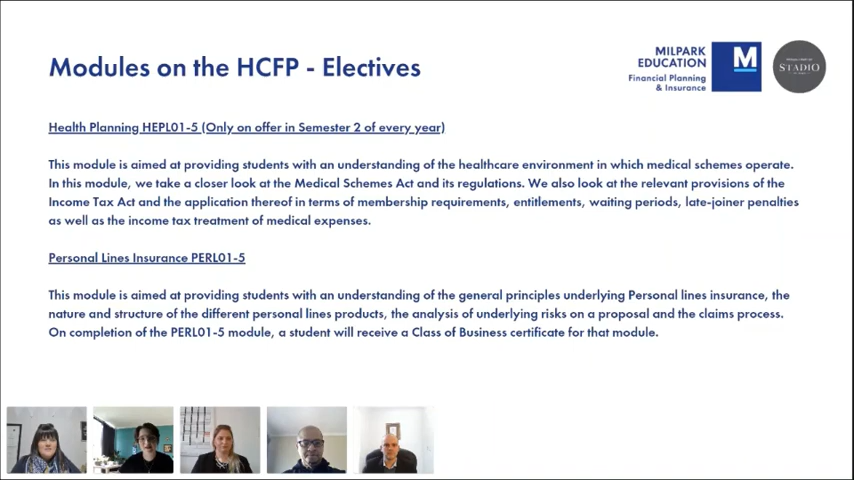 Modules on the HCFP - Electives
MILPARK
EDUCATION
Financial Planning
& Insurance
M
STADIO
Health Planning HEPL01-5 (Only on offer in Semester 2 of every year)
This module is aimed at providing students with an understanding of the healthcare environment in which medical schemes operate.
In this module, we take a closer look at the Medical Schemes Act and its regulations. We also look at the relevant provisions of the
Income Tax Act and the application thereof in terms of membership requirements, entitlements, waiting periods, late-joiner penalties
as well as the income tax treatment of medical expenses.
Personal Lines Insurance PERL01-5
This module is aimed at providing students with an understanding of the general principles underlying Personal lines insurance, the
nature and structure of the different personal lines products, the analysis of underlying risks on a proposal and the claims process.
On completion of the PERL01-5 module, a student will receive a Class of Business certificate for that module.